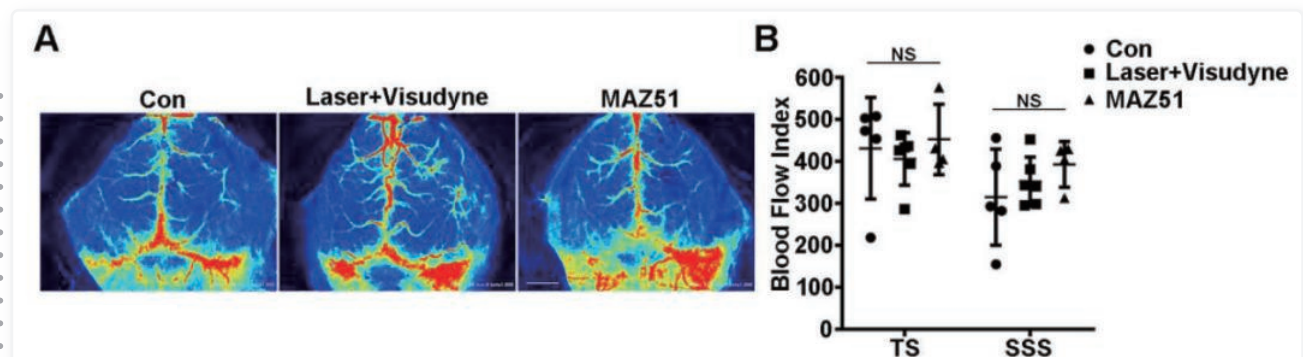 A
Con
Laser+Visudyne
MAZ51
B
NS
NS
Con
Laser+Visudyne
MAZ51
Blood Flow Index
600
500
400
300
200
100
0
TS
SSS